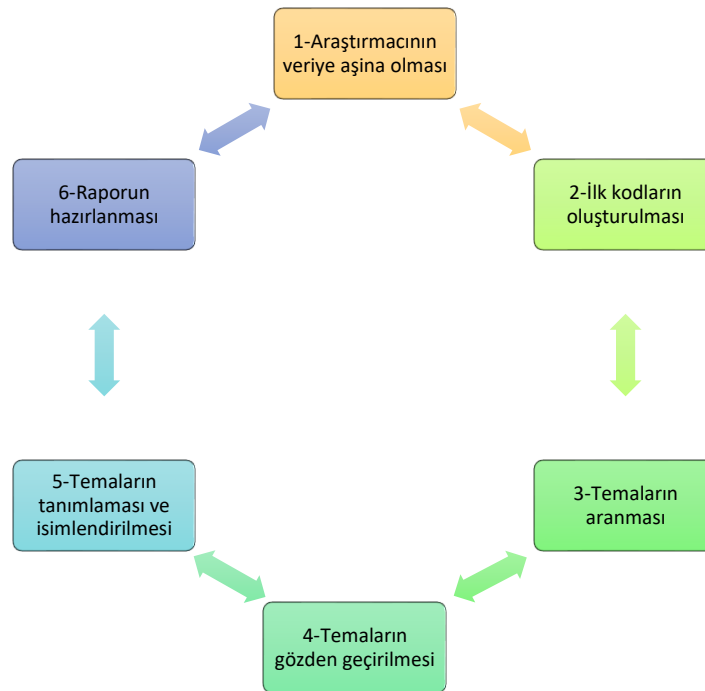 1-Araştırmacının
veriye aşina olması
2-İlk kodların
oluşturulması
3-Temaların
aranması
4-Temaların
gözden geçirilmesi
5-Temaların
tanımlaması ve
isimlendirilmesi
6-Raporun
hazırlanması